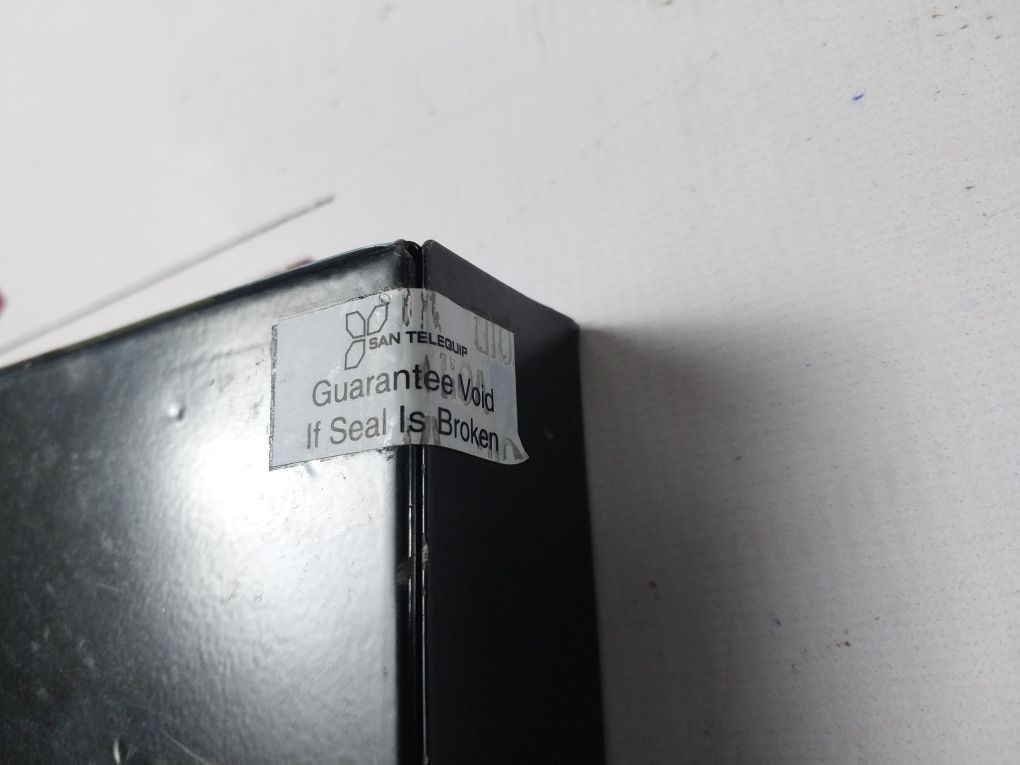 SAN TELEQUIP
Guarantee Void
If Seal Is Broken